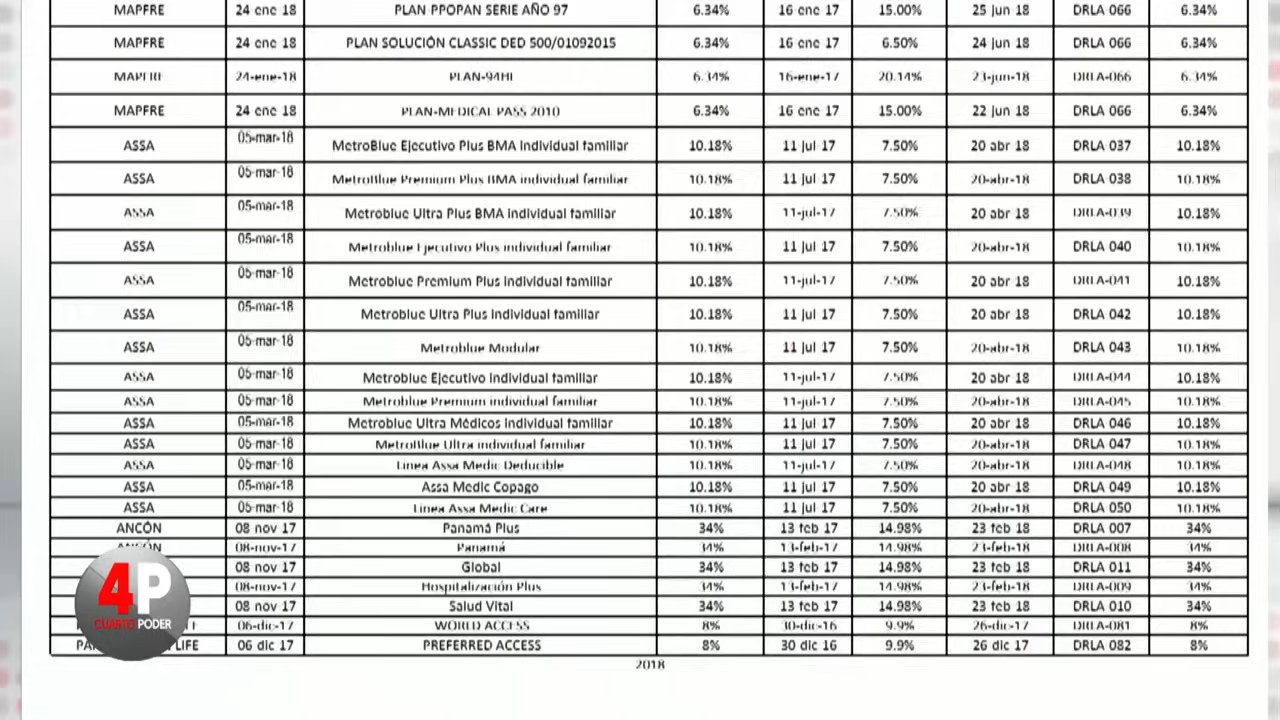 MAPFRE 24 ene 18 PLAN PPOPAN SERIE AÑO 97 6.34% 16 ene 17 15.00% 25 jun 18 DRLA 066 6.34%
MAPFRE 24 ene 18 PLAN SOLUCIÓN CLASSIC DED 500/01092015 6.34% 16 ene 17 6.50% 24 jun 18 DRLA 066 6.34%
MAPFRE 24-ene-18 PLAN-94HI 6.34% 16-ene-17 20.14% 23-jun-18 DRLA-066 6.34%
MAPFRE 24 ene 18 PLAN-MEDICAL PASS 2010 6.34% 16 ene 17 15.00% 22 jun 18 DRLA 066 6.34%
ASSA 05-mar-18 MetroBlue Ejecutivo Plus BMA individual familiar 10.18% 11 jul 17 7.50% 20 abr 18 DRLA 037 10.18%
ASSA 05-mar-18 MetroBlue Premium Plus BMA individual familiar 10.18% 11 jul 17 7.50% 20-abr-18 DRLA 038 10.18%
ASSA 05-mar-18 Metroblue Ultra Plus BMA individual familiar 10.18% 11-jul-17 7.50% 20 abr 18 DRLA-039 10.18%
ASSA 05-mar-18 Metroblue Ejecutivo Plus individual familiar 10.18% 11 jul 17 7.50% 20-abr-18 DRLA 040 10.18%
ASSA 05-mar-18 Metroblue Premium Plus individual familiar 10.18% 11-jul-17 7.50% 20 abr 18 DRLA-041 10.18%
ASSA 05-mar-18 Metroblue Ultra Plus individual familiar 10.18% 11 jul 17 7.50% 20 abr 18 DRLA 042 10.18%
ASSA 05-mar-18 Metroblue Modular 10.18% 11 jul 17 7.50% 20-abr-18 DRLA 043 10.18%
ASSA 05-mar-18 Metroblue Ejecutivo individual familiar 10.18% 11-jul-17 7.50% 20 abr 18 DRLA-044 10.18%
ASSA 05-mar-18 Metroblue Premium individual familiar 10.18% 11-jul-17 7.50% 20-abr-18 DRLA-045 10.18%
ASSA 05-mar-18 Metroblue Ultra Médicos individual familiar 10.18% 11 jul 17 7.50% 20 abr 18 DRLA 046 10.18%
ASSA 05-mar-18 MetroBlue Ultra individual familiar 10.18% 11 jul 17 7.50% 20-abr-18 DRLA 047 10.18%
ASSA 05-mar-18 Linea Assa Medic Deducible 10.18% 11-jul-17 7.50% 20-abr-18 DRLA-048 10.18%
ASSA 05-mar-18 Assa Medic Copago 10.18% 11 jul 17 7.50% 20 abr 18 DRLA 049 10.18%
ASSA 05-mar-18 Linea Assa Medic Care 10.18% 11 jul 17 7.50% 20-abr-18 DRLA 050 10.18%
ANCÓN 08 nov 17 Panamá Plus 34% 13 feb 17 14.98% 23 feb 18 DRLA 007 34%
ANCÓN 08-nov-17 Panamá 34% 13-feb-17 14.98% 23-feb-18 DRLA-008 34%
08 nov 17 Global 34% 13 feb 17 14.98% 23 feb 18 DRLA 011 34%
08-nov-17 Hospitalización Plus 34% 13-feb-17 14.98% 23-feb-18 DRLA-009 34%
08 nov 17 Salud Vital 34% 13 feb 17 14.98% 23 feb 18 DRLA 010 34%
06-dic-17 WORLD ACCESS 8% 30-dic-16 9.9% 26-dic-17 DRLA-081 8%
LIFE 06 dic 17 PREFERRED ACCESS 8% 30 dic 16 9.9% 26 dic 17 DRLA 082 8%
2018
4P
CUARTO PODER